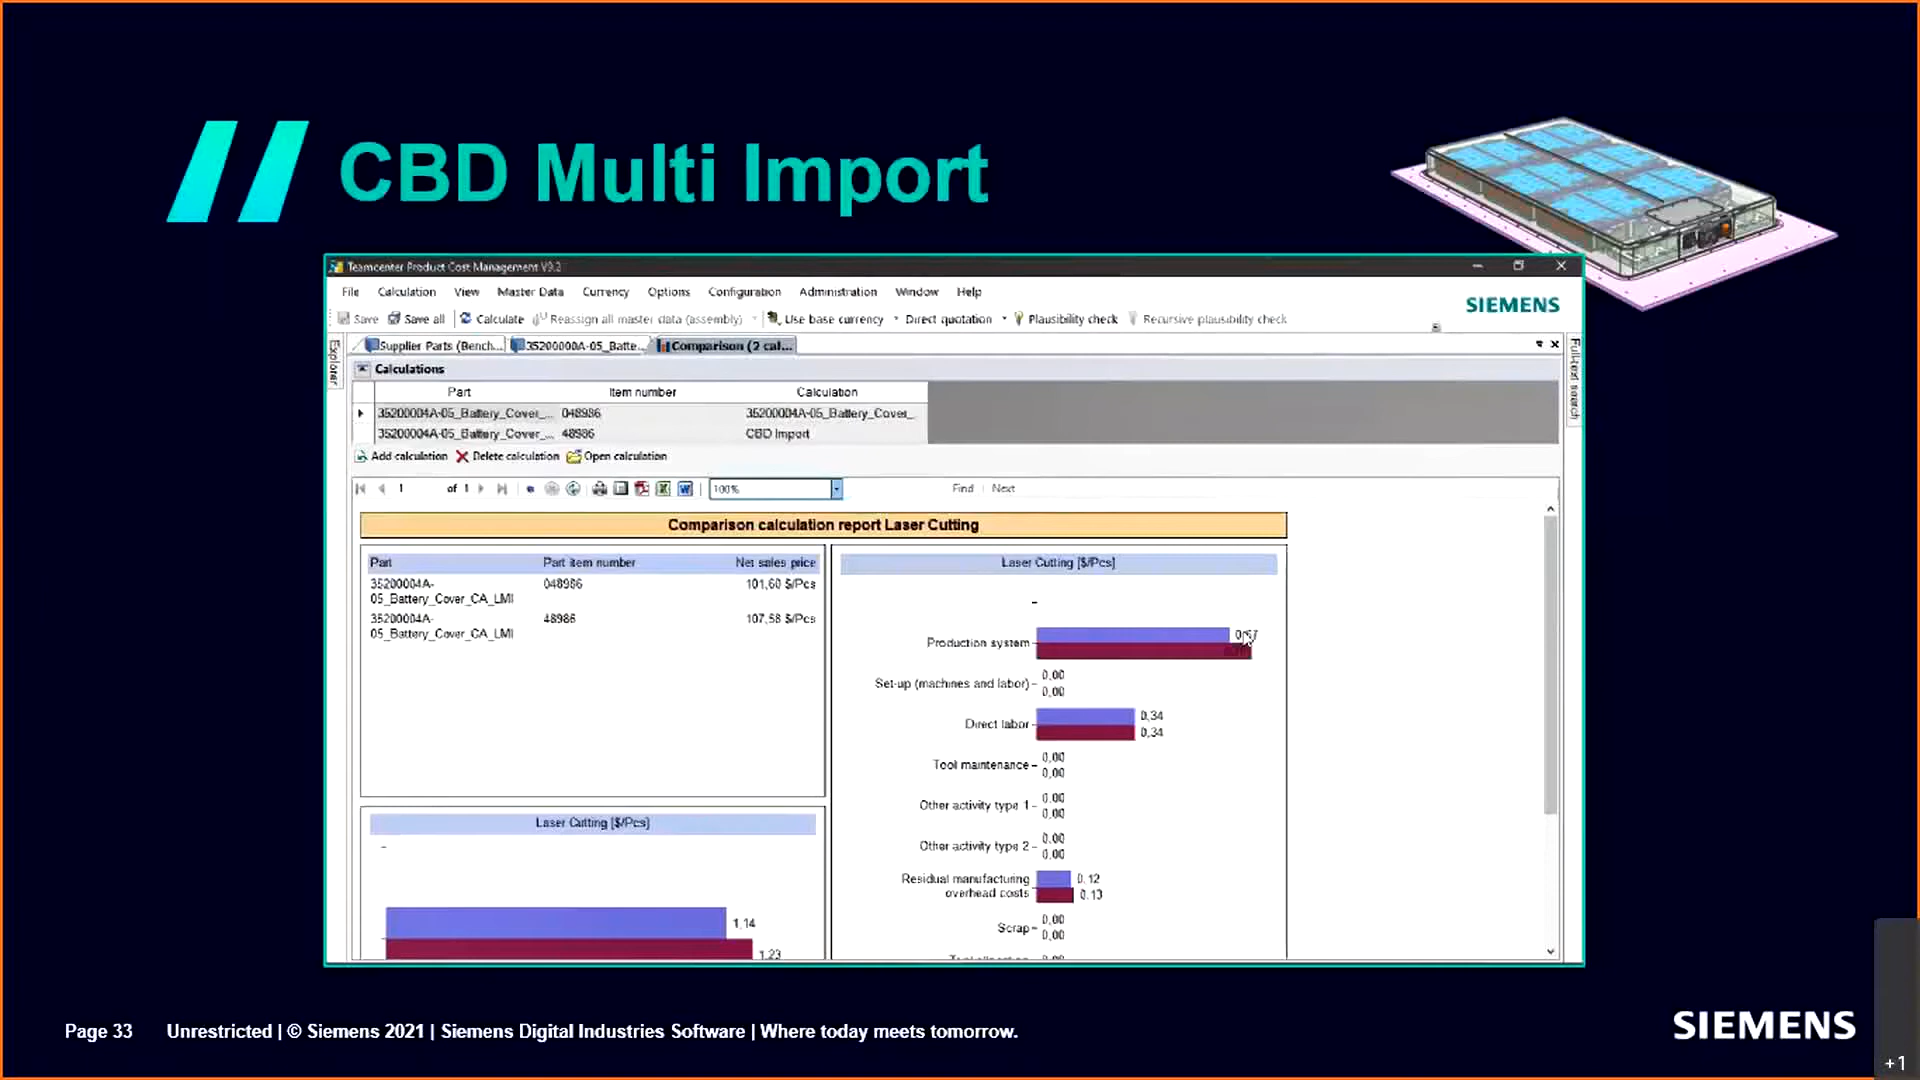 CBD Multi Import
Teamcenter Product Cost Management V9.2
File Calculation View Master Data Currency Options Configuration Administration Window Help
SIEMENS
Save Save all Calculate Reassign all master data (assembly) Use base currency Direct quotation Plausibility check Recursive plausibility check
Explorer
Supplier Parts (Bench... 35200000A-05_Batte... Comparison (2 cal...
Full-text search
Calculations
Part Item number Calculation
35200004A-05_Battery_Cover_... 048986 35200004A-05_Battery_Cover_...
35200004A-05_Battery_Cover_... 48986 CBD Import
Add calculation Delete calculation Open calculation
1 of 1 100% Find Next
Comparison calculation report Laser Cutting
Part Part item number Net sales price
35200004A-
05_Battery_Cover_CA_LMI
048986 101,60 $/Pcs
35200004A-
05_Battery_Cover_CA_LMI
48986 107,58 $/Pcs
Laser Cutting [$/Pcs]
1,14
1,23
Laser Cutting [$/Pcs]
Production system
0,67
Set-up (machines and labor)
0,00
0,00
Direct labor
0,34
0,34
Tool maintenance
0,00
0,00
Other activity type 1
0,00
0,00
Other activity type 2
0,00
0,00
Residual manufacturing
overhead costs
0,12
0,13
Scrap
0,00
0,00
Page 33 Unrestricted | © Siemens 2021 | Siemens Digital Industries Software | Where today meets tomorrow.
SIEMENS
+1